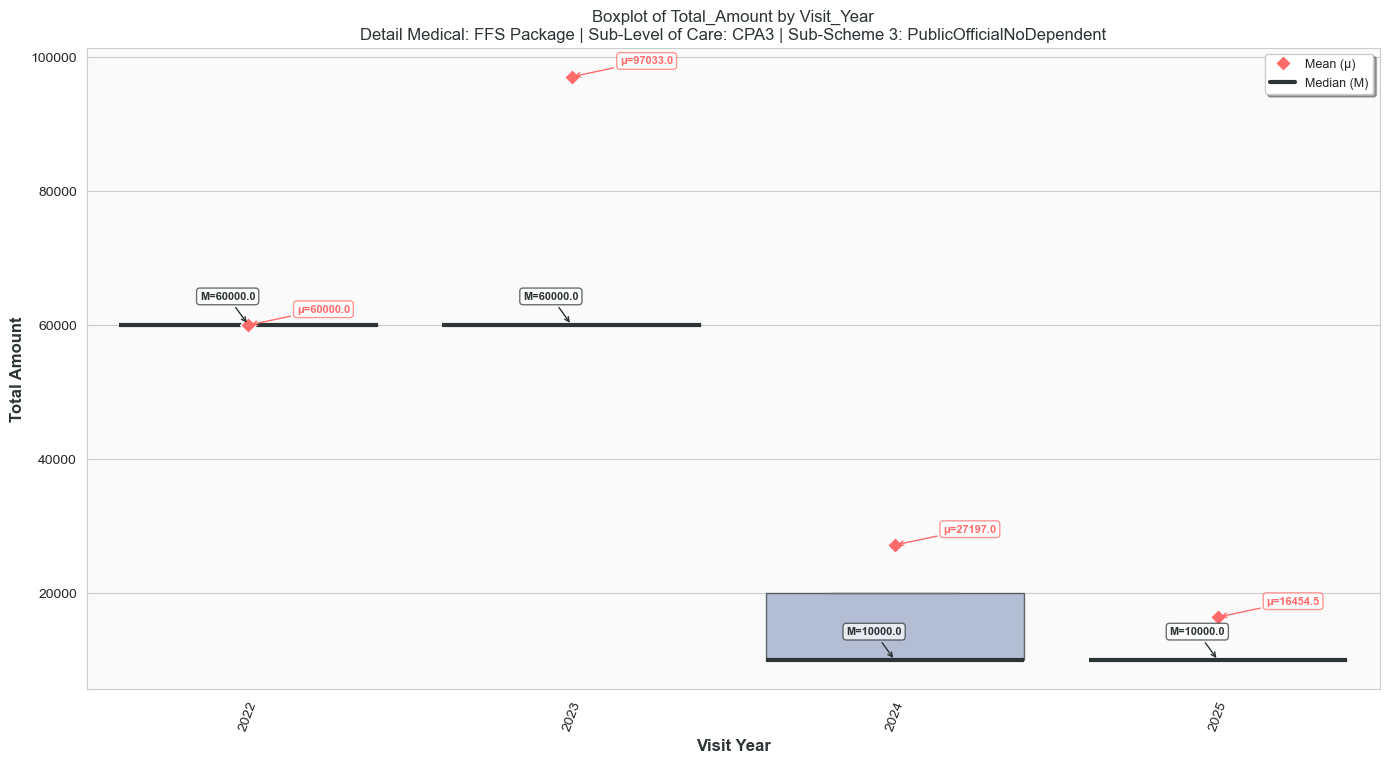 Boxplot of Total_Amount by Visit_Year
Detail Medical: FFS Package | Sub-Level of Care: CPA3 | Sub-Scheme 3: PublicOfficialNoDependent
Mean (μ)
Median (M)
Total Amount
100000
80000
60000
40000
20000
μ=97033.0
M=60000.0
μ=60000.0
M=60000.0
μ=27197.0
M=10000.0
μ=16454.5
M=10000.0
2022
2023
2024
2025
Visit Year